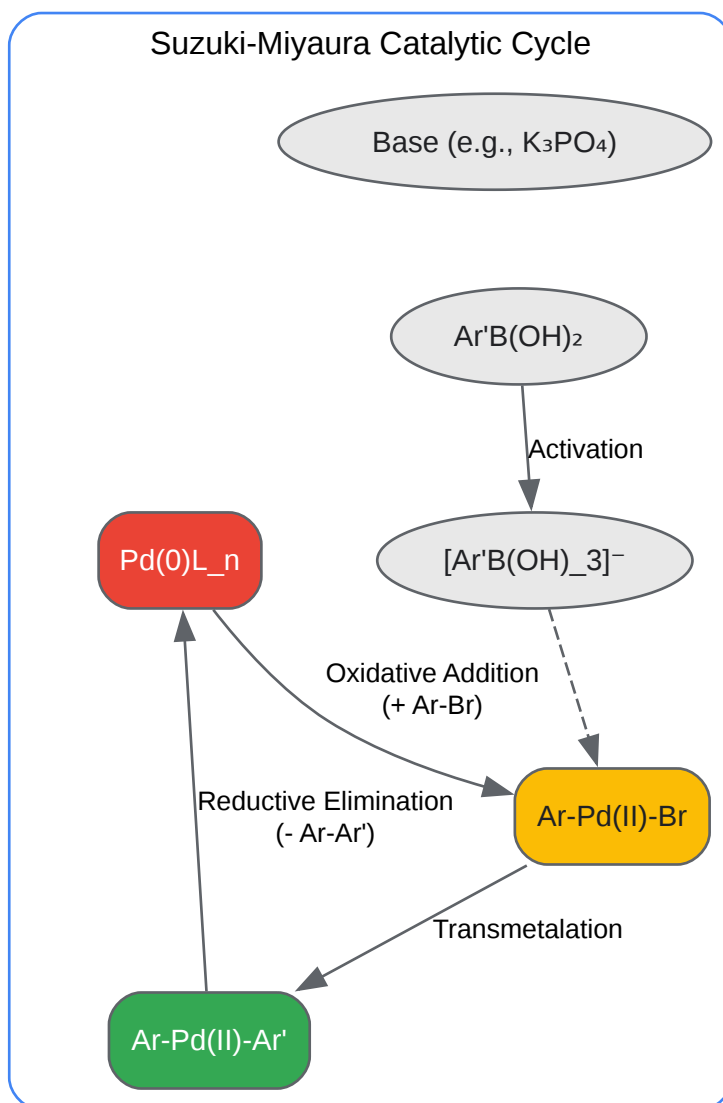 Suzuki-Miyaura Catalytic Cycle
Base (e.g., K₃PO₄)
Ar'B(OH)₂
Activation
Pd(0)L_n
[Ar'B(OH)_3]⁻
Oxidative Addition
(+ Ar-Br)
Reductive Elimination
(- Ar-Ar')
Ar-Pd(II)-Br
Transmetalation
Ar-Pd(II)-Ar'